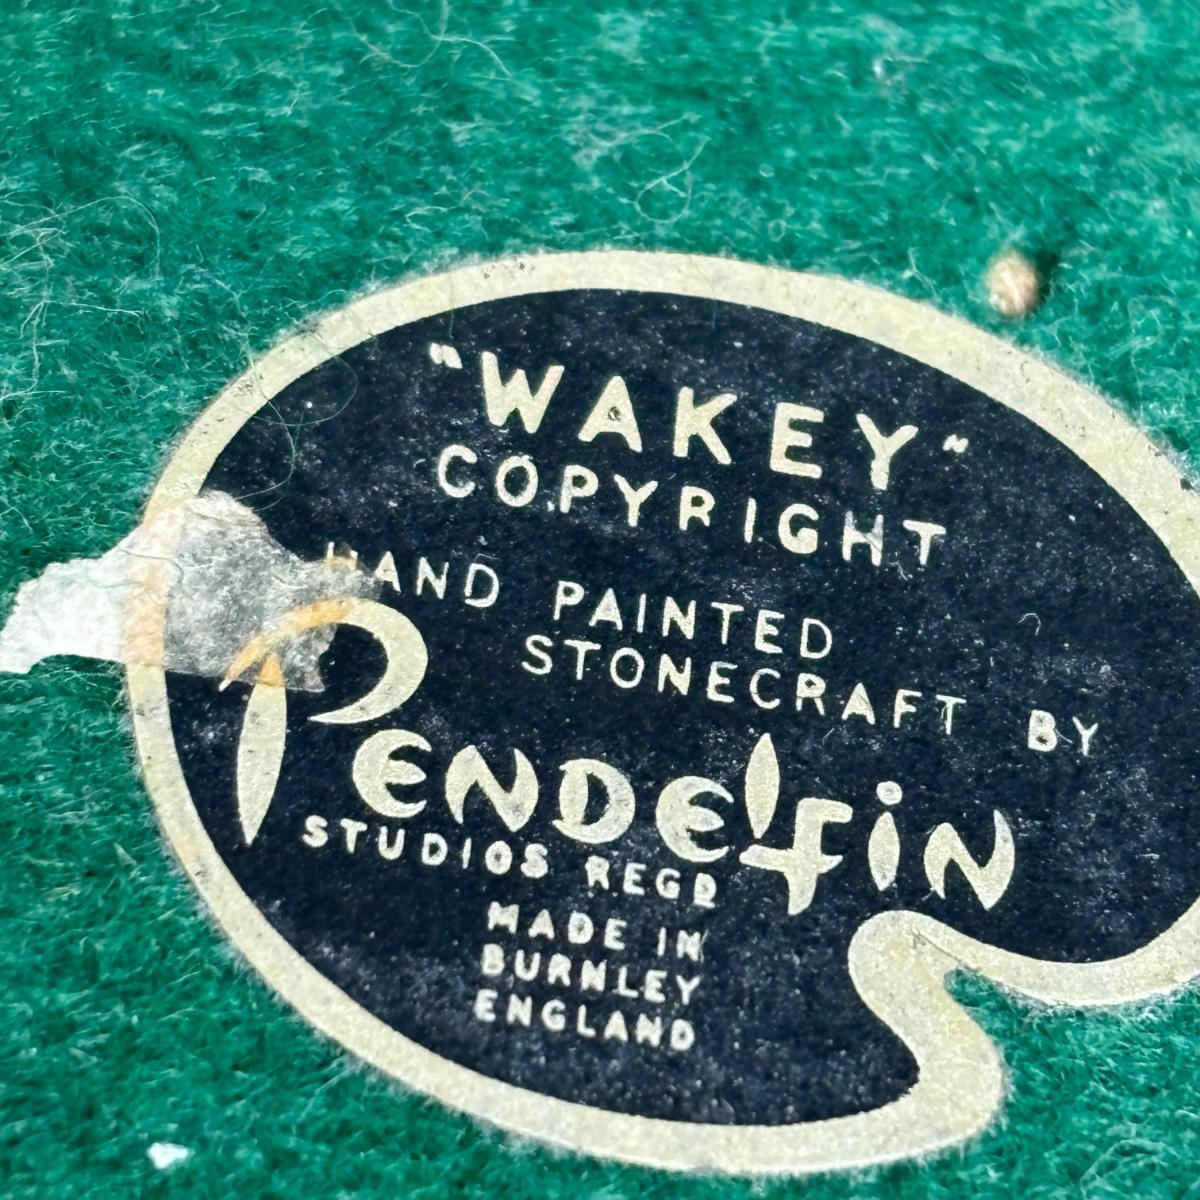 "WAKEY"
COPYRIGHT
HAND PAINTED
STONECRAFT BY
PENDELFIN
STUDIOS REGD
MADE IN
BURNLEY
ENGLAND